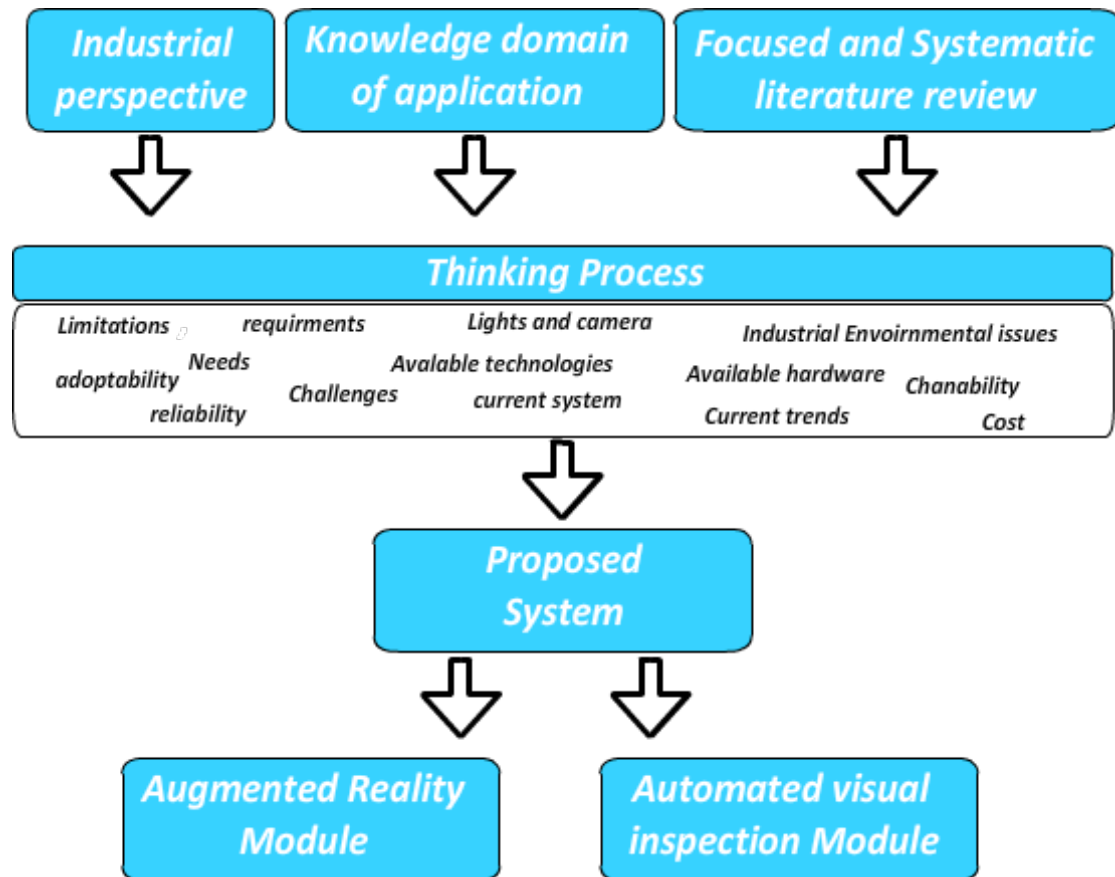 Industrial
perspective
Knowledge domain
of application
Focused and Systematic
literature review
Thinking Process
Limitations
requirments
Lights and camera
Industrial Envoirnmental issues
Needs
Avalable technologies
adoptability
Available hardware
Chanability
Challenges
current system
reliability
Current trends
Cost
Proposed
System
Augmented Reality
Module
Automated visual
inspection Module